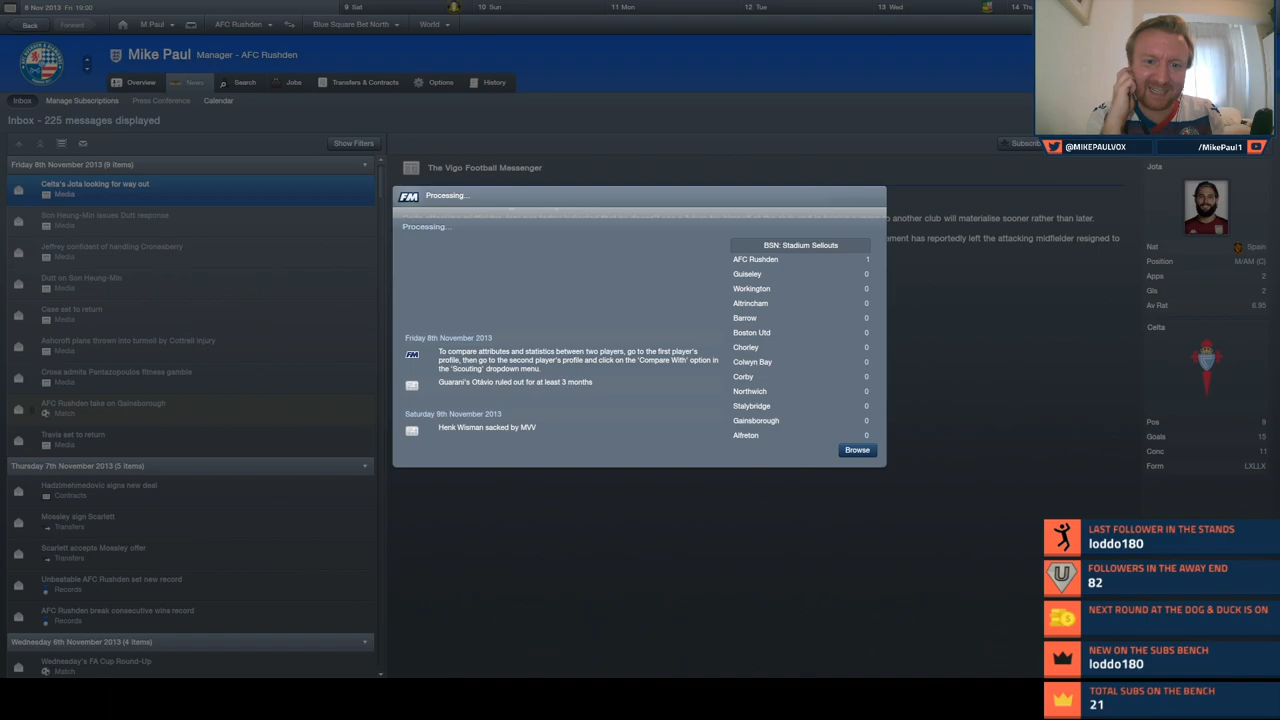 8 Nov 2013 Fri 19:00
9 Sat
10 Sun
11 Mon
12 Tue
13 Wed
14 Thu
Back
Forward
M Paul
AFC Rushden
Blue Square Bet North
World
Mike Paul Manager - AFC Rushden
Overview
News
Search
Jobs
Transfers & Contracts
Options
History
Inbox
Manage Subscriptions
Press Conference
Calendar
Inbox - 225 messages displayed
Show Filters
Subscrib
@MIKEPAULVOX
/MikePaul1
Friday 8th November 2013 (9 items)
Celta's Jota looking for way out
Media
Son Heung-Min issues Dutt response
Media
Jeffrey confident of handling Cronesberry
Media
Dutt on Son Heung-Min
Media
Case set to return
Media
Ashcroft plans thrown into turmoil by Cottrell injury
Media
Cross admits Pantazopoulos fitness gamble
Media
AFC Rushden take on Gainsborough
Match
Travis set to return
Media
Thursday 7th November 2013 (5 items)
Hadzimehmedovic signs new deal
Contracts
Mossley sign Scarlett
Transfers
Scarlett accepts Mossley offer
Transfers
Unbeatable AFC Rushden set new record
Records
AFC Rushden break consecutive wins record
Records
Wednesday 6th November 2013 (4 items)
Wednesday's FA Cup Round-Up
Match
The Vigo Football Messenger
another club will materialise sooner rather than later.
ement has reportedly left the attacking midfielder resigned to
FM
Processing...
Processing...
Friday 8th November 2013
FM
To compare attributes and statistics between two players, go to the first player's
profile, then go to the second player's profile and click on the 'Compare With' option in
the 'Scouting' dropdown menu.
Guarani's Otávio ruled out for at least 3 months
Saturday 9th November 2013
Henk Wisman sacked by MVV
BSN: Stadium Sellouts
AFC Rushden 1
Guiseley 0
Workington 0
Altrincham 0
Barrow 0
Boston Utd 0
Chorley 0
Colwyn Bay 0
Corby 0
Northwich 0
Stalybridge 0
Gainsborough 0
Alfreton 0
Browse
Jota
Nat Spain
Position M/AM (C)
Apps 2
Gls 2
Av Rat 6.95
Celta
Pos 9
Goals 15
Conc 11
Form LXLLX
LAST FOLLOWER IN THE STANDS
loddo180
FOLLOWERS IN THE AWAY END
82
NEXT ROUND AT THE DOG & DUCK IS ON
NEW ON THE SUBS BENCH
loddo180
TOTAL SUBS ON THE BENCH
21